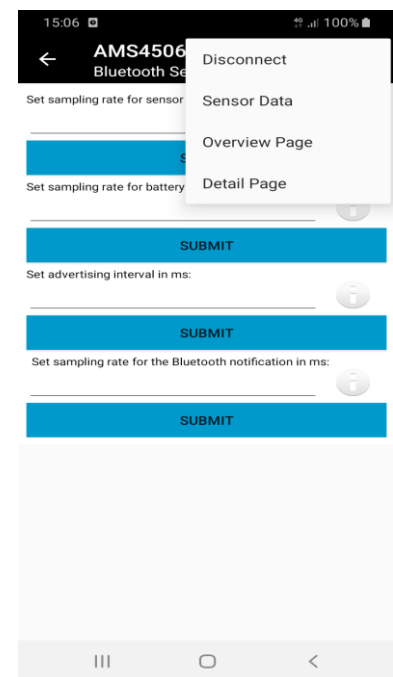 15:06 100%
AMS4506
Bluetooth Se
Disconnect
Sensor Data
Overview Page
Detail Page
Set sampling rate for sensor
Set sampling rate for battery
SUBMIT
Set advertising interval in ms:
SUBMIT
Set sampling rate for the Bluetooth notification in ms:
SUBMIT